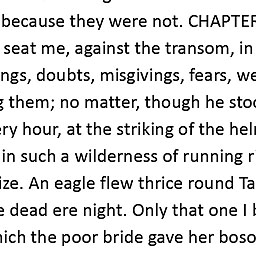 because they were not. CHAPTER
seat me, against the transom, in
ngs, doubts, misgivings, fears, we
them; no matter, though he stoo
ry hour, at the striking of the hel
in such a wilderness of running r
ize. An eagle flew thrice round Ta
dead ere night. Only that one I b
hich the poor bride gave her boso